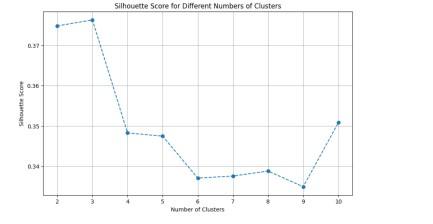 Silhouette Score for Different Numbers of Clusters
0.37
0.36
0.35
0.34
Silhouette Score
2 3 4 5 6 7 8 9 10
Number of Clusters